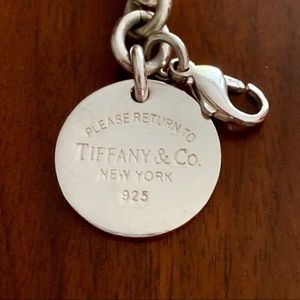 PLEASE RETURN TO
TIFFANY & CO.
NEW YORK
925